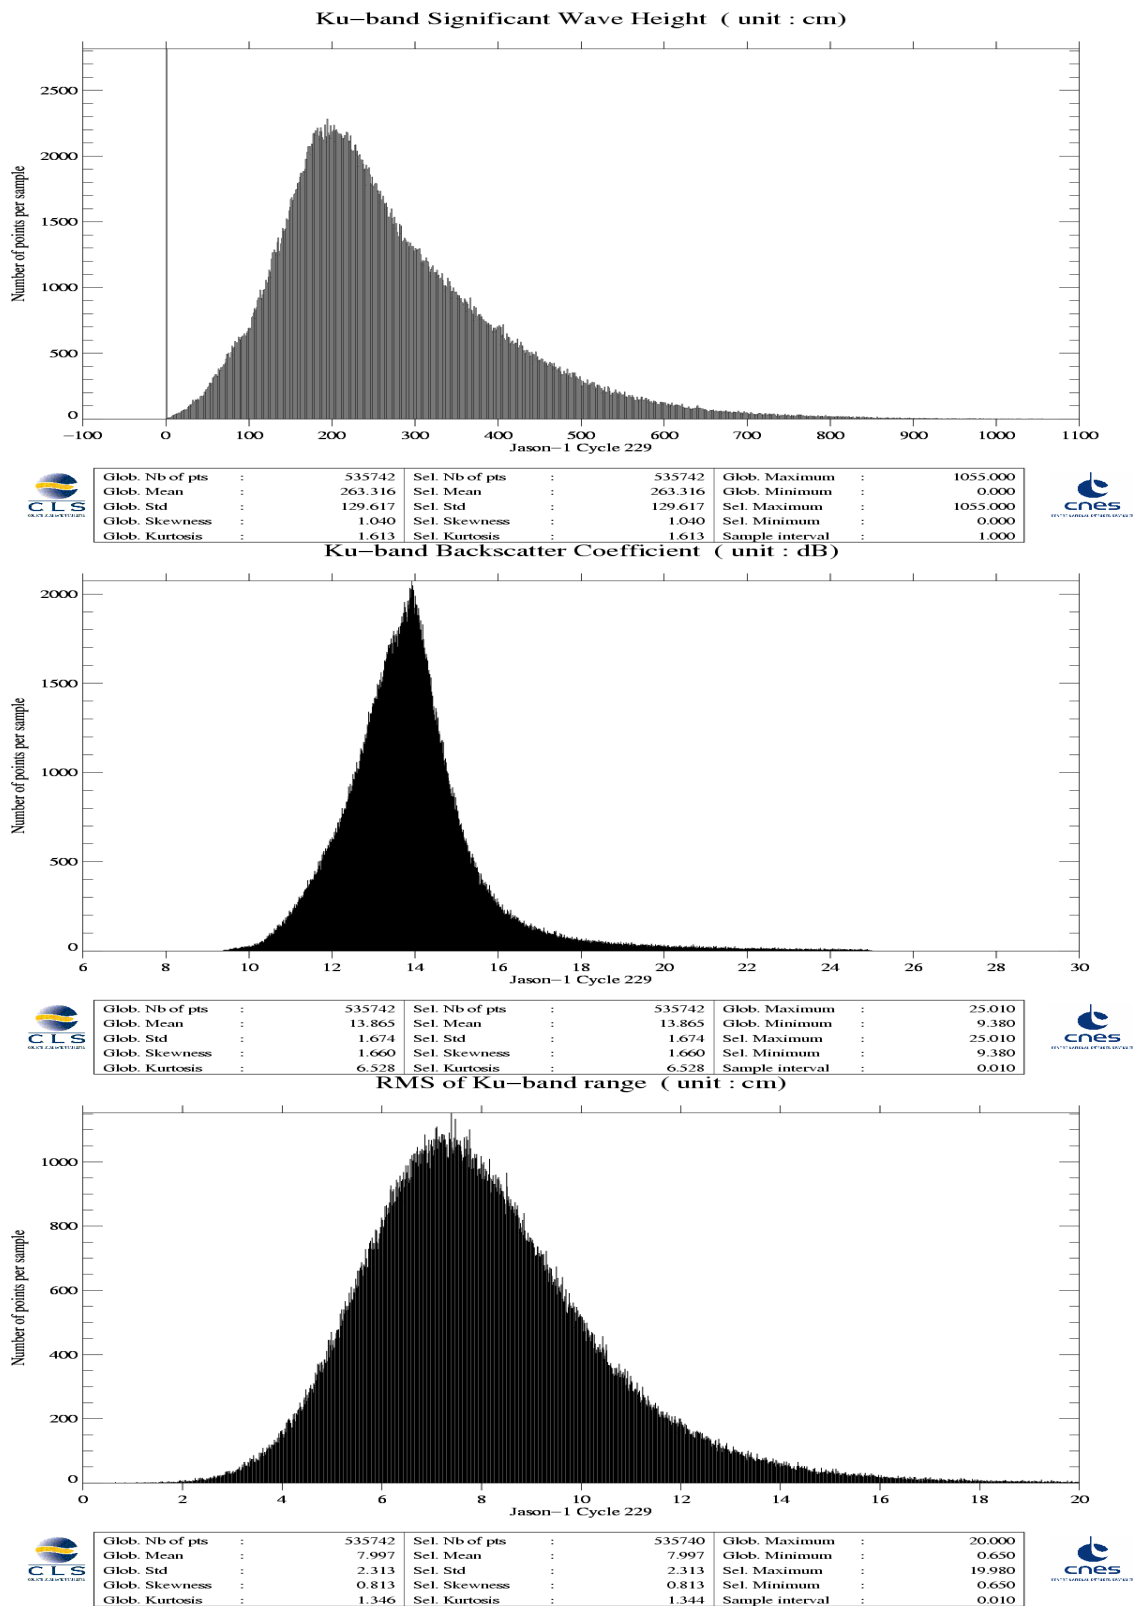 Ku−band Significant Wave Height ( unit : cm)
Number of points per sample
2500
2000
1500
1000
500
0
−100 0 100 200 300 400 500 600 700 800 900 1000 1100
Jason−1 Cycle 229
CLS
Glob. Nb of pts : 535742 Sel. Nb of pts : 535742 Glob. Maximum : 1055.000
Glob. Mean : 263.316 Sel. Mean : 263.316 Glob. Minimum : 0.000
Glob. Std : 129.617 Sel. Std : 129.617 Sel. Maximum : 1055.000
Glob. Skewness : 1.040 Sel. Skewness : 1.040 Sel. Minimum : 0.000
Glob. Kurtosis : 1.613 Sel. Kurtosis : 1.613 Sample interval : 1.000
cnes
Ku−band Backscatter Coefficient ( unit : dB)
Number of points per sample
2000
1500
1000
500
0
6 8 10 12 14 16 18 20 22 24 26 28 30
Jason−1 Cycle 229
CLS
Glob. Nb of pts : 535742 Sel. Nb of pts : 535742 Glob. Maximum : 25.010
Glob. Mean : 13.865 Sel. Mean : 13.865 Glob. Minimum : 9.380
Glob. Std : 1.674 Sel. Std : 1.674 Sel. Maximum : 25.010
Glob. Skewness : 1.660 Sel. Skewness : 1.660 Sel. Minimum : 9.380
Glob. Kurtosis : 6.528 Sel. Kurtosis : 6.528 Sample interval : 0.010
cnes
RMS of Ku−band range ( unit : cm)
Number of points per sample
1000
800
600
400
200
0
0 2 4 6 8 10 12 14 16 18 20
Jason−1 Cycle 229
CLS
Glob. Nb of pts : 535742 Sel. Nb of pts : 535740 Glob. Maximum : 20.000
Glob. Mean : 7.997 Sel. Mean : 7.997 Glob. Minimum : 0.650
Glob. Std : 2.313 Sel. Std : 2.313 Sel. Maximum : 19.980
Glob. Skewness : 0.813 Sel. Skewness : 0.813 Sel. Minimum : 0.650
Glob. Kurtosis : 1.346 Sel. Kurtosis : 1.344 Sample interval : 0.010
cnes